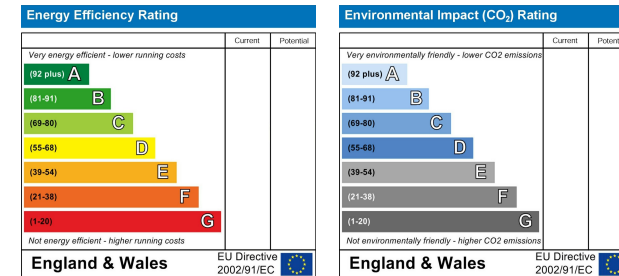 Energy Efficiency Rating
Current Potential
Very energy efficient - lower running costs
(92 plus) A
(81-91) B
(69-80) C
(55-68) D
(39-54) E
(21-38) F
(1-20) G
Not energy efficient - higher running costs
England & Wales
EU Directive
2002/91/EC
Environmental Impact (CO₂) Rating
Current Potent
Very environmentally friendly - lower CO2 emissions
(92 plus) A
(81-91) B
(69-80) C
(55-68) D
(39-54) E
(21-38) F
(1-20) G
Not environmentally friendly - higher CO2 emissions
England & Wales
EU Directive
2002/91/EC